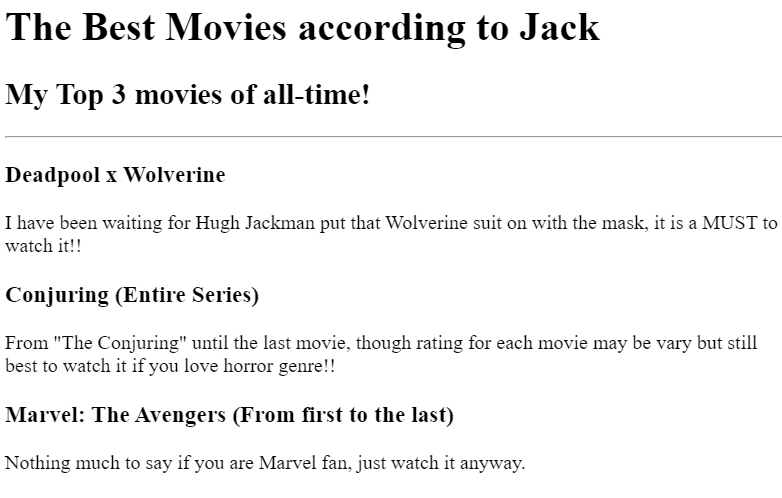 The Best Movies according to Jack
My Top 3 movies of all-time!
Deadpool x Wolverine
I have been waiting for Hugh Jackman put that Wolverine suit on with the mask, it is a MUST to
watch it!!
Conjuring (Entire Series)
From "The Conjuring" until the last movie, though rating for each movie may be vary but still
best to watch it if you love horror genre!!
Marvel: The Avengers (From first to the last)
Nothing much to say if you are Marvel fan, just watch it anyway.